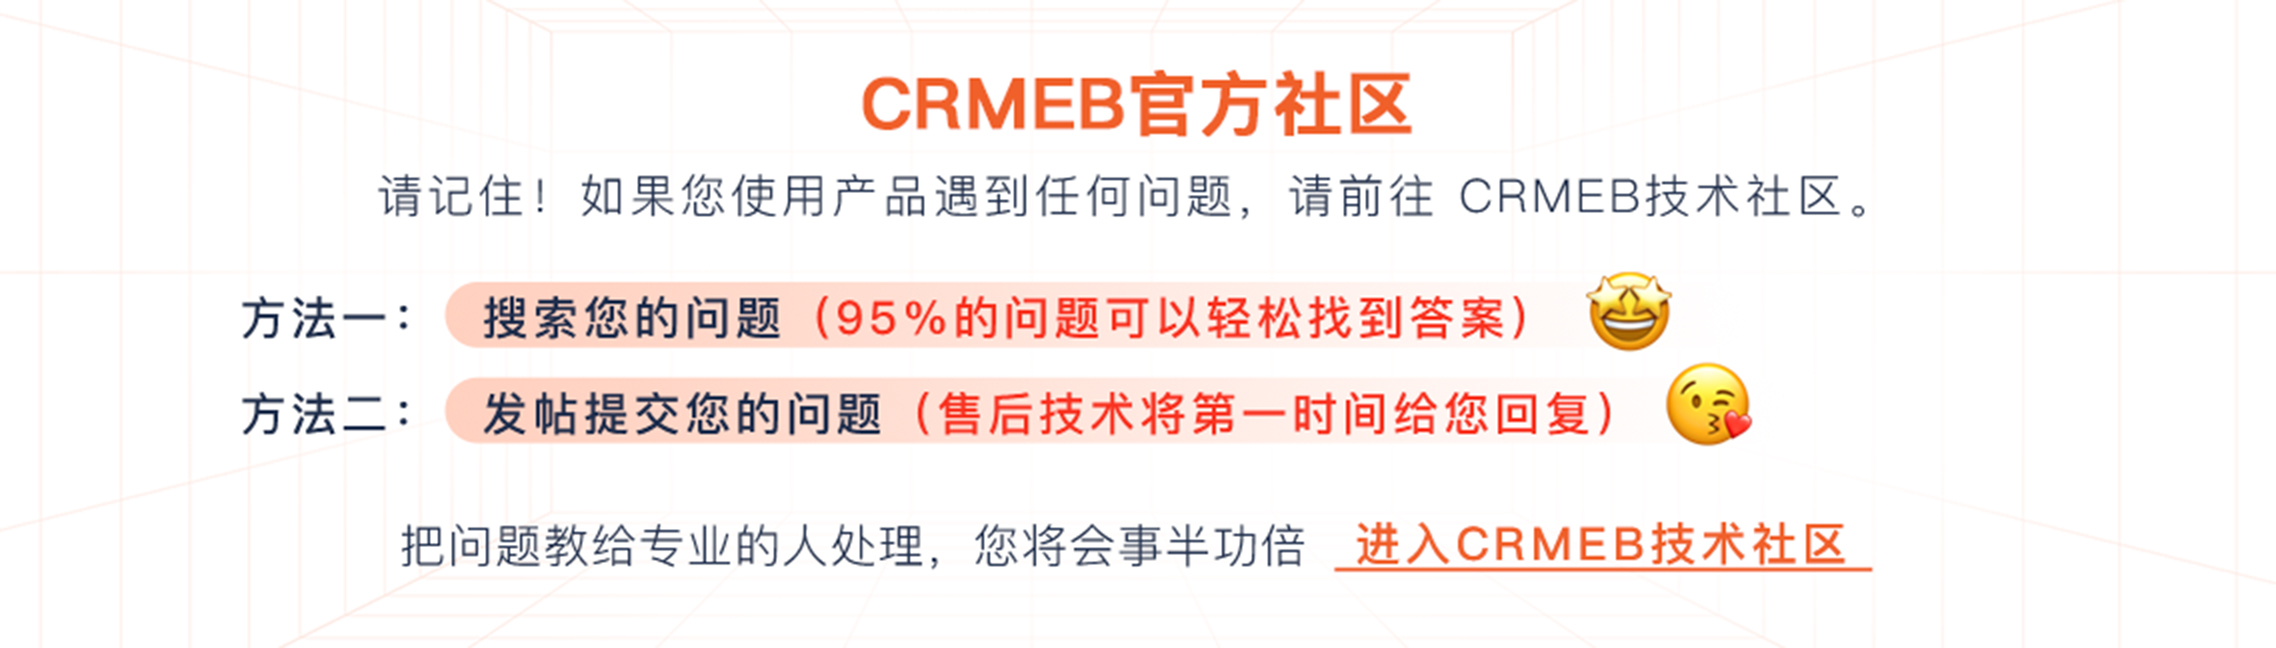 CRMEB官方社区
请记住！如果您使用产品遇到任何问题，请前往 CRMEB技术社区。
方法一：搜索您的问题（95%的问题可以轻松找到答案）
方法二：发帖提交您的问题（售后技术将第一时间给您回复）
把问题教给专业的人处理，您将会事半功倍 进入CRMEB技术社区